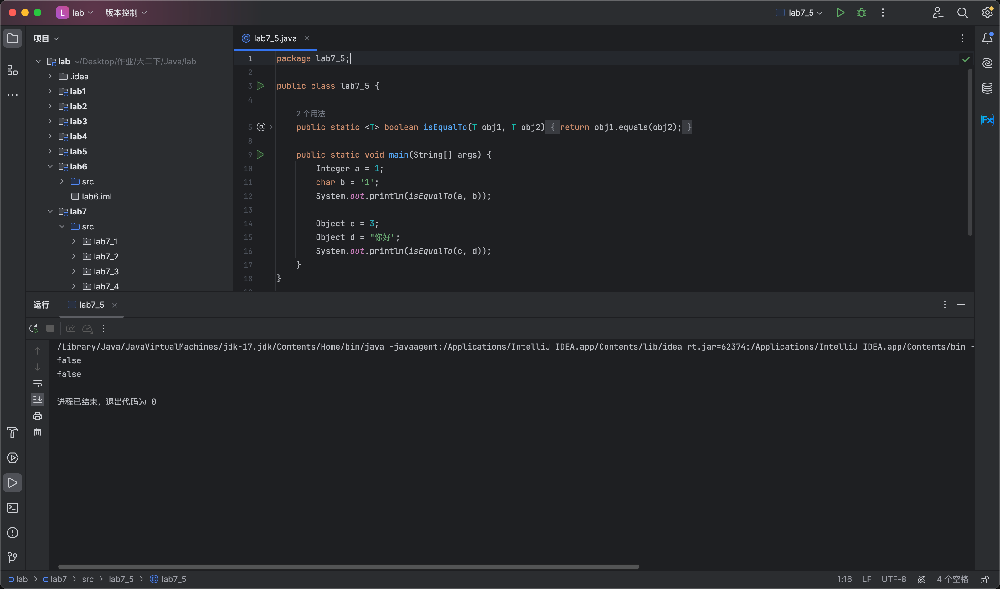 L lab 版本控制 lab7_5
项目
lab ~/Desktop/作业/大二下/Java/lab
.idea
lab1
lab2
lab3
lab4
lab5
lab6
src
lab6.iml
lab7
src
lab7_1
lab7_2
lab7_3
lab7_4
C lab7_5.java
1 package lab7_5;
2
3 public class lab7_5 {
4
2 个用法
5 @ public static <T> boolean isEqualTo(T obj1, T obj2) { return obj1.equals(obj2); }
8
9 public static void main(String[] args) {
10 Integer a = 1;
11 char b = '1';
12 System.out.println(isEqualTo(a, b));
13
14 Object c = 3;
15 Object d = "你好";
16 System.out.println(isEqualTo(c, d));
17 }
18 }
Fx
运行 lab7_5
/Library/Java/JavaVirtualMachines/jdk-17.jdk/Contents/Home/bin/java -javaagent:/Applications/IntelliJ IDEA.app/Contents/lib/idea_rt.jar=62374:/Applications/IntelliJ IDEA.app/Contents/bin -
false
false
进程已结束，退出代码为 0
lab > lab7 > src > lab7_5 > C lab7_5 1:16 LF UTF-8 4 个空格